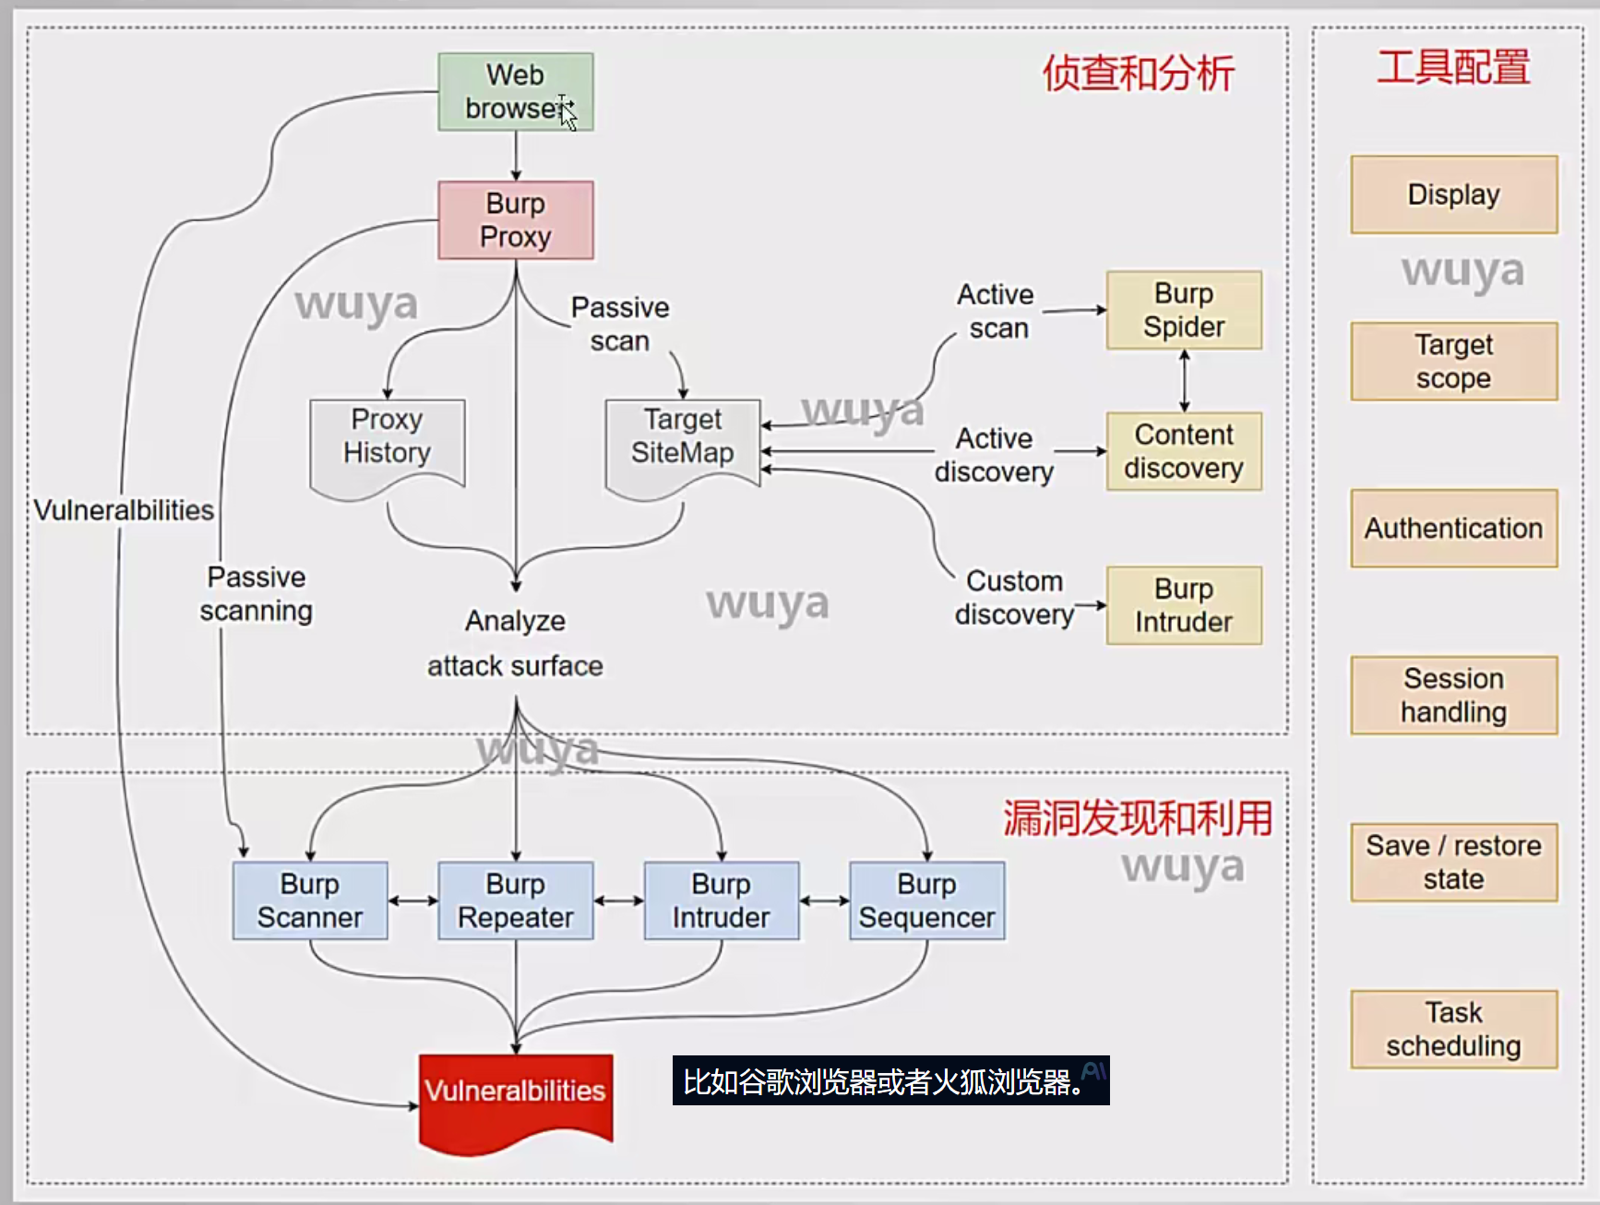 侦查和分析
工具配置
Web
browser
Burp
Proxy
wuya
Passive
scan
Active
scan
Burp
Spider
Proxy
History
Target
SiteMap
wuya
Active
discovery
Content
discovery
Vulneralbilities
Passive
scanning
wuya
Custom
discovery
Burp
Intruder
Analyze
attack surface
wuya
漏洞发现和利用
wuya
Burp
Scanner
Burp
Repeater
Burp
Intruder
Burp
Sequencer
Vulneralbilities
比如谷歌浏览器或者火狐浏览器。
AI
Display
wuya
Target
scope
Authentication
Session
handling
Save / restore
state
Task
scheduling